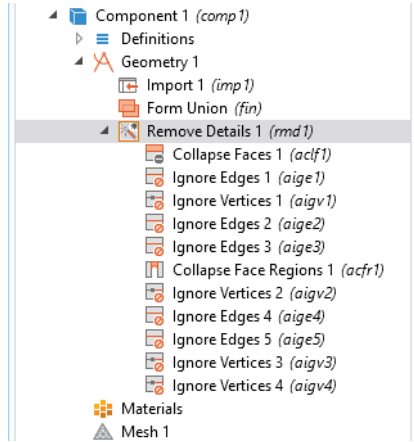 Component 1 (comp1)
Definitions
Geometry 1
Import 1 (imp1)
Form Union (fin)
Remove Details 1 (rmd1)
Collapse Faces 1 (aclf1)
Ignore Edges 1 (aige1)
Ignore Vertices 1 (aigv1)
Ignore Edges 2 (aige2)
Ignore Edges 3 (aige3)
Collapse Face Regions 1 (acfr1)
Ignore Vertices 2 (aigv2)
Ignore Edges 4 (aige4)
Ignore Edges 5 (aige5)
Ignore Vertices 3 (aigv3)
Ignore Vertices 4 (aigv4)
Materials
Mesh 1